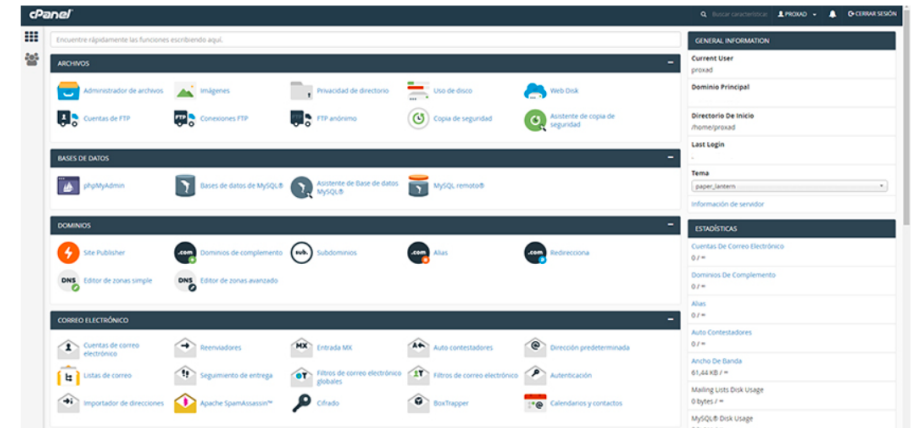 cPanel
Buscar características
PROXAD
CERRAR SESIÓN
Encuentre rápidamente las funciones escribiendo aquí.
ARCHIVOS
Administrador de archivos
Imágenes
Privacidad de directorio
Uso de disco
Web Disk
Cuentas de FTP
Conexiones FTP
FTP anónimo
Copia de seguridad
Asistente de copia de
seguridad
BASES DE DATOS
phpMyAdmin
Bases de datos de MySQL®
Asistente de Base de datos
MySQL®
MySQL remoto®
DOMINIOS
Site Publisher
Dominios de complemento
Subdominios
Alias
Redirecciona
Editor de zonas simple
Editor de zonas avanzado
CORREO ELECTRÓNICO
Cuentas de correo
electrónico
Reenviadores
Entrada MX
Auto contestadores
Dirección predeterminada
Listas de correo
Seguimiento de entrega
Filtros de correo electrónico
globales
Filtros de correo electrónico
Autenticación
Importador de direcciones
Apache SpamAssassin™
Cifrado
BoxTrapper
Calendarios y contactos
GENERAL INFORMATION
Current User
proxad
Dominio Principal
Directorio De Inicio
/home/proxad
Last Login
-
Tema
paper_lantern
Información de servidor
ESTADÍSTICAS
Cuentas De Correo Electrónico
0 / ∞
Dominios De Complemento
0 / ∞
Alias
0 / ∞
Auto Contestadores
0 / ∞
Ancho De Banda
61,44 KB / ∞
Mailing Lists Disk Usage
0 bytes / ∞
MySQL® Disk Usage